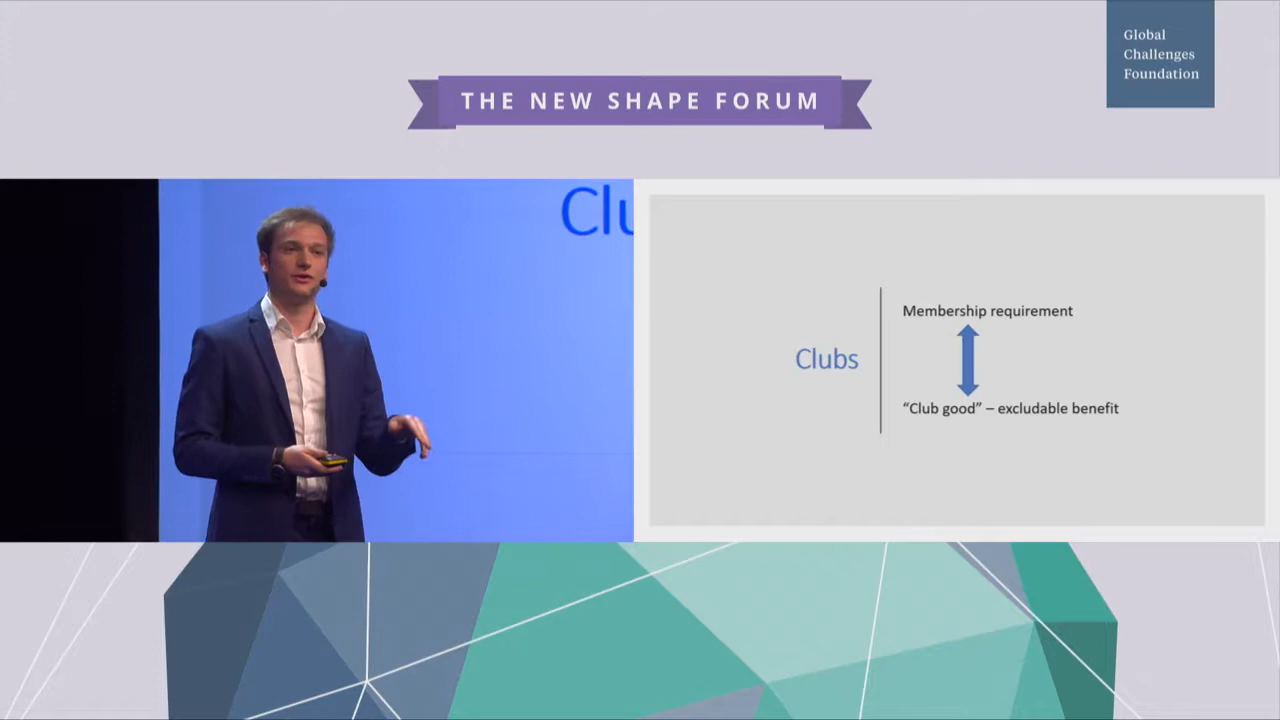 Global
Challenges
Foundation
THE NEW SHAPE FORUM
Clu
Clubs
Membership requirement
“Club good” – excludable benefit